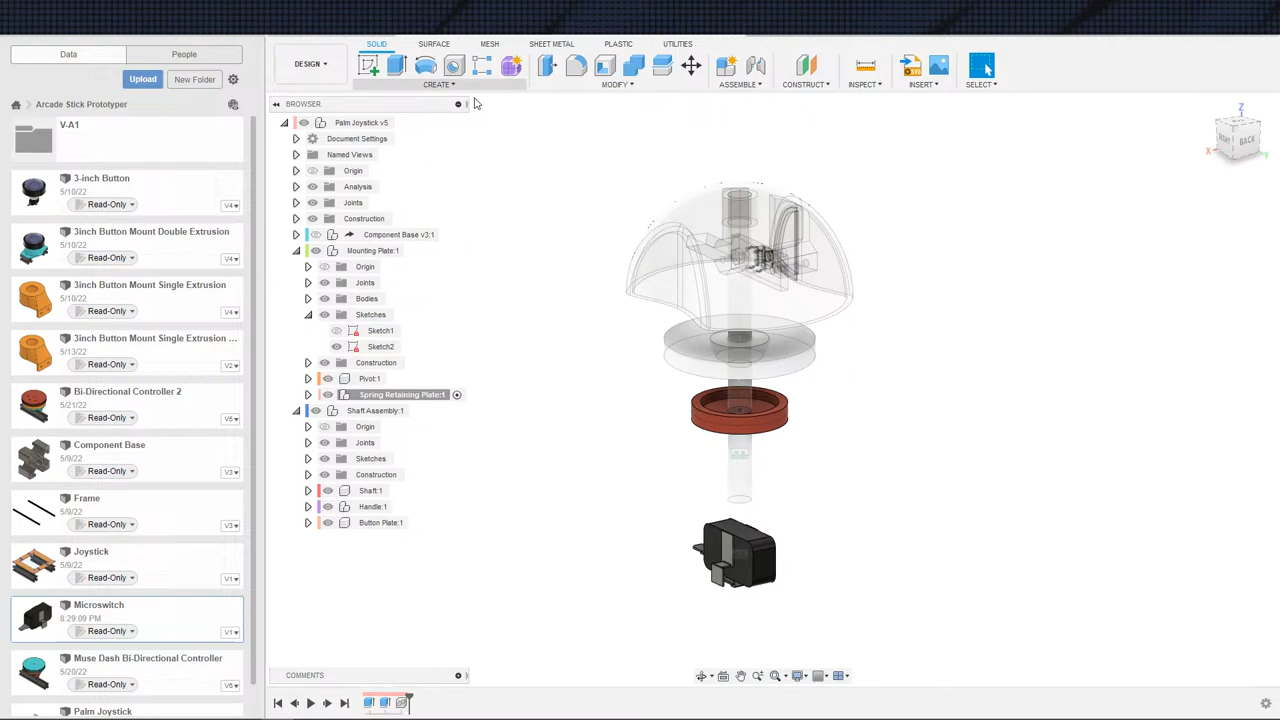 Data
People
Upload
New Folder
Arcade Stick Prototyper
V-A1
3-inch Button
5/10/22
Read-Only
V4
3inch Button Mount Double Extrusion
5/10/22
Read-Only
V4
3inch Button Mount Single Extrusion
5/10/22
Read-Only
V4
3inch Button Mount Single Extrusion ...
5/13/22
Read-Only
V2
Bi-Directional Controller 2
5/21/22
Read-Only
V5
Component Base
5/9/22
Read-Only
V3
Frame
5/9/22
Read-Only
V3
Joystick
5/9/22
Read-Only
V1
Microswitch
8:29:09 PM
Read-Only
V1
Muse Dash Bi-Directional Controller
5/20/22
Read-Only
V6
Palm Joystick
DESIGN
SOLID
SURFACE
MESH
SHEET METAL
PLASTIC
UTILITIES
CREATE
MODIFY
ASSEMBLE
CONSTRUCT
INSPECT
INSERT
SELECT
BROWSER
Palm Joystick v5
Document Settings
Named Views
Origin
Analysis
Joints
Construction
Component Base v3:1
Mounting Plate:1
Origin
Joints
Bodies
Sketches
Sketch1
Sketch2
Construction
Pivot:1
Spring Retaining Plate:1
Shaft Assembly:1
Origin
Joints
Sketches
Construction
Shaft:1
Handle:1
Button Plate:1
Z
RIGHT
BACK
X
Y
COMMENTS